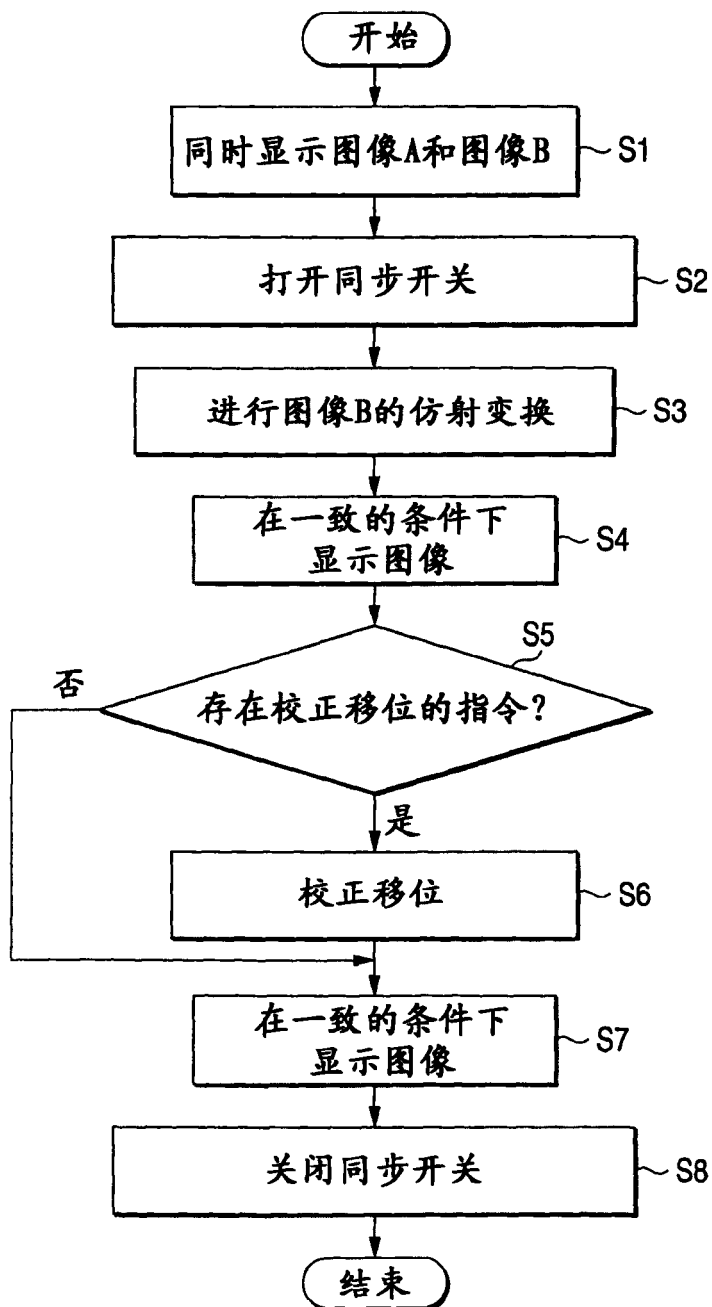 开始
同时显示图像A和图像B
S1
打开同步开关
S2
进行图像B的仿射变换
S3
在一致的条件下
显示图像
S4
S5
否
存在校正移位的指令?
是
校正移位
S6
在一致的条件下
显示图像
S7
关闭同步开关
S8
结束